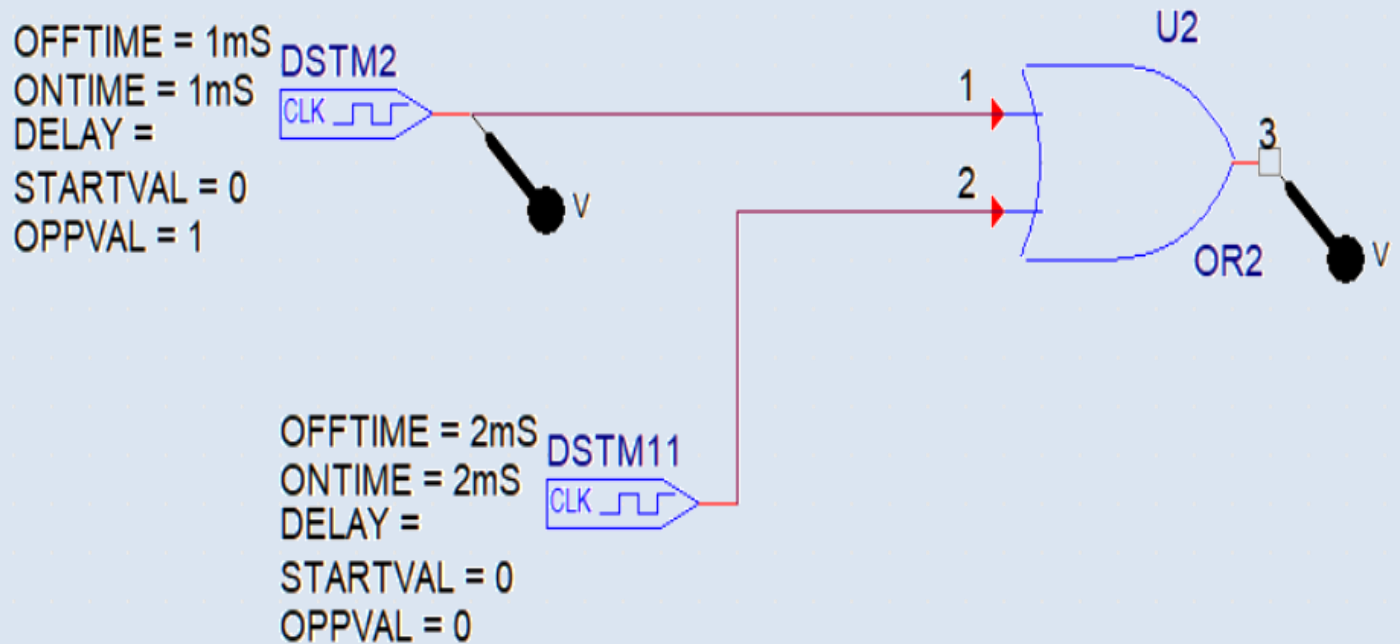 OFFTIME = 1mS
ONTIME = 1mS
DELAY =
STARTVAL = 0
OPPVAL = 1
DSTM2
CLK
V
1
2
U2
3
OR2
V
OFFTIME = 2mS
ONTIME = 2mS
DELAY =
STARTVAL = 0
OPPVAL = 0
DSTM11
CLK